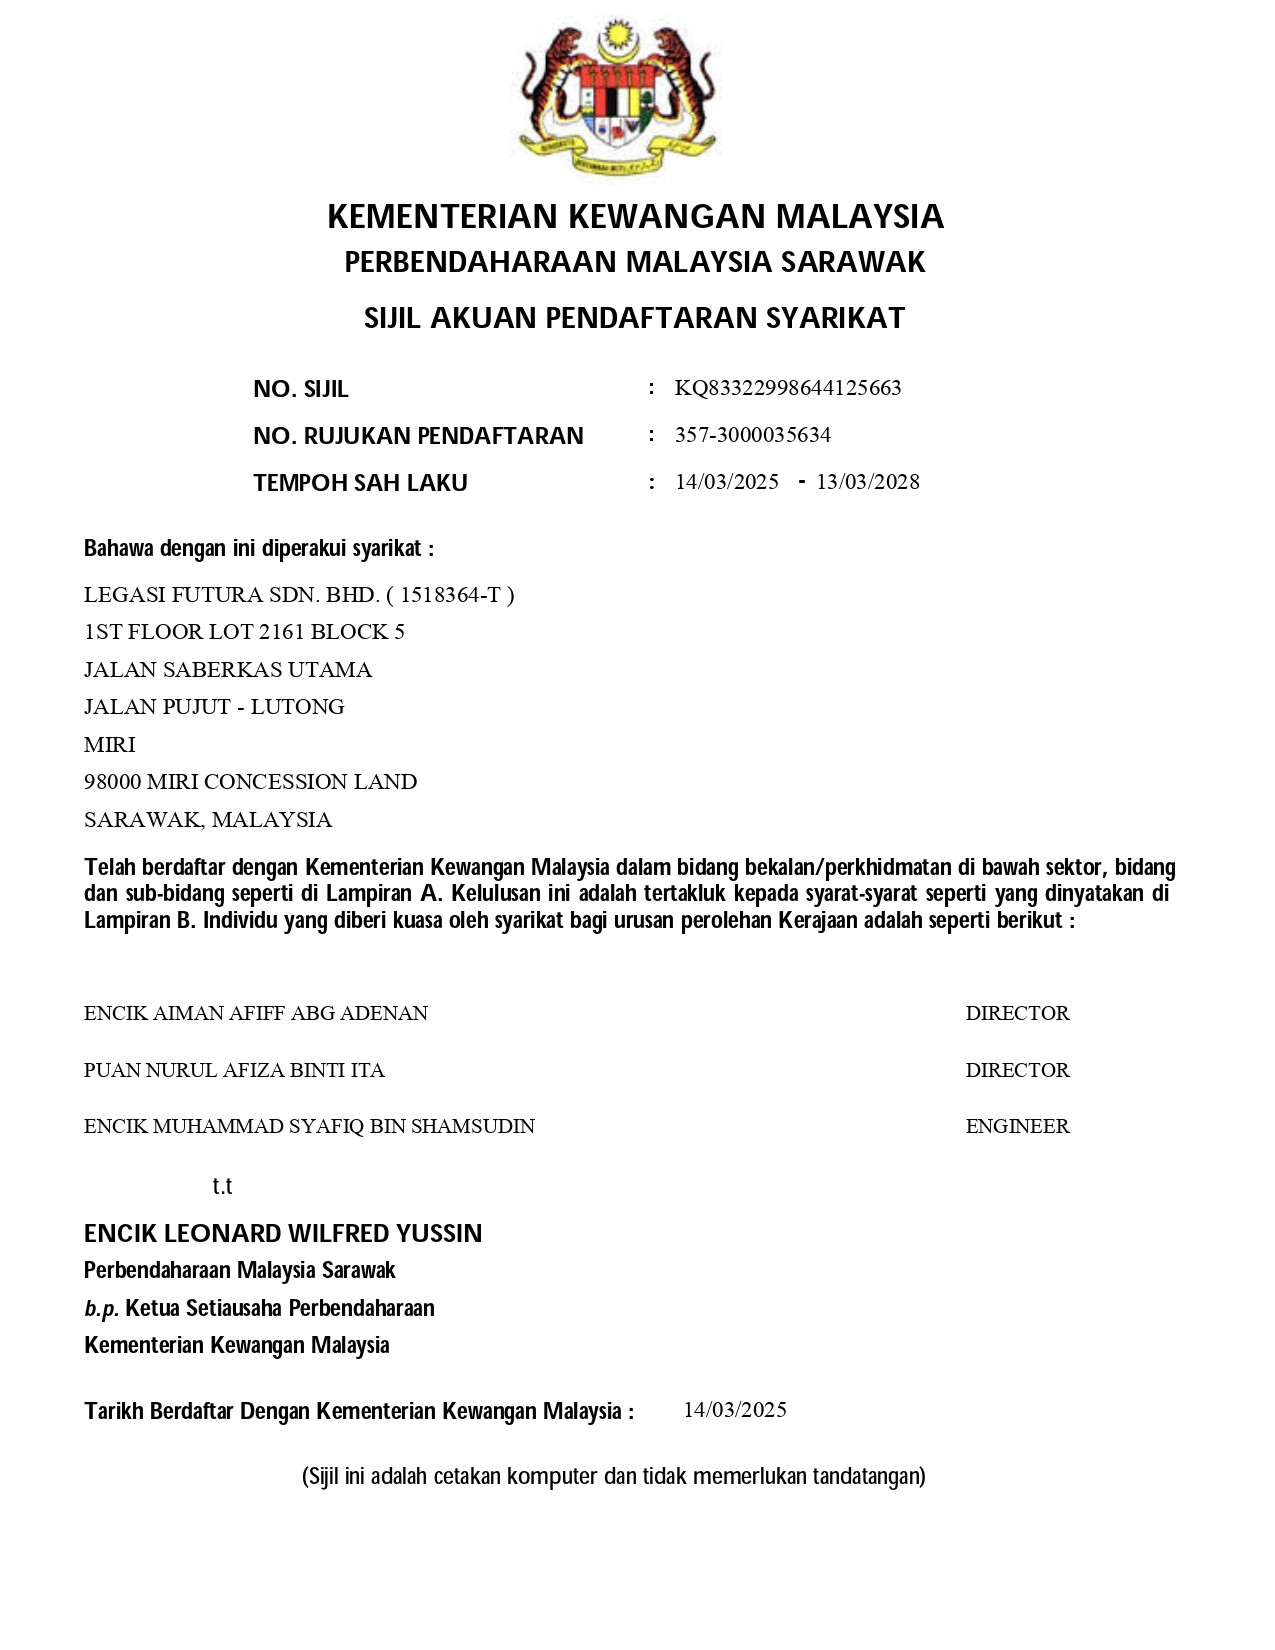 KEMENTERIAN KEWANGAN MALAYSIA
PERBENDAHARAAN MALAYSIA SARAWAK
SIJIL AKUAN PENDAFTARAN SYARIKAT
NO. SIJIL : KQ83322998644125663
NO. RUJUKAN PENDAFTARAN : 357-3000035634
TEMPOH SAH LAKU : 14/03/2025 - 13/03/2028
Bahawa dengan ini diperakui syarikat :
LEGASI FUTURA SDN. BHD. ( 1518364-T )
1ST FLOOR LOT 2161 BLOCK 5
JALAN SABERKAS UTAMA
JALAN PUJUT - LUTONG
MIRI
98000 MIRI CONCESSION LAND
SARAWAK, MALAYSIA
Telah berdaftar dengan Kementerian Kewangan Malaysia dalam bidang bekalan/perkhidmatan di bawah sektor, bidang
dan sub-bidang seperti di Lampiran A. Kelulusan ini adalah tertakluk kepada syarat-syarat seperti yang dinyatakan di
Lampiran B. Individu yang diberi kuasa oleh syarikat bagi urusan perolehan Kerajaan adalah seperti berikut :
ENCIK AIMAN AFIFF ABG ADENAN DIRECTOR
PUAN NURUL AFIZA BINTI ITA DIRECTOR
ENCIK MUHAMMAD SYAFIQ BIN SHAMSUDIN ENGINEER
t.t
ENCIK LEONARD WILFRED YUSSIN
Perbendaharaan Malaysia Sarawak
b.p. Ketua Setiausaha Perbendaharaan
Kementerian Kewangan Malaysia
Tarikh Berdaftar Dengan Kementerian Kewangan Malaysia : 14/03/2025
(Sijil ini adalah cetakan komputer dan tidak memerlukan tandatangan)